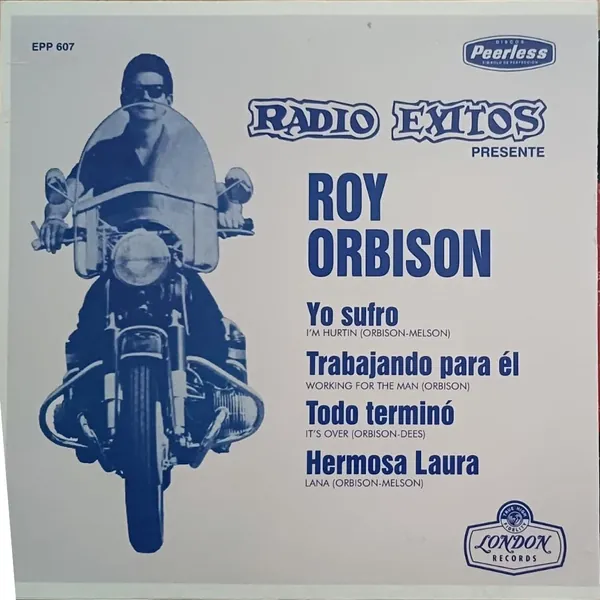 EPP 607
DISCOS
Peerless
RADIO EXITOS
PRESENTE
ROY
ORBISON
Yo sufro
I'M HURTIN (ORBISON-MELSON)
Trabajando para él
WORKING FOR THE MAN (ORBISON)
Todo terminó
IT'S OVER (ORBISON-DEES)
Hermosa Laura
LANA (ORBISON-MELSON)
LONDON
RECORDS